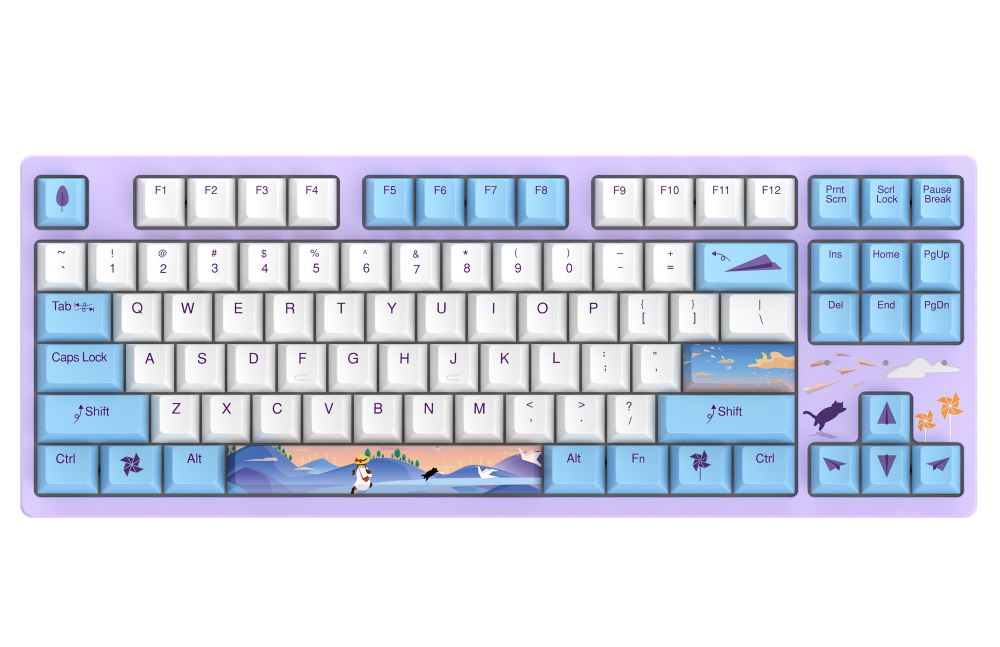 F1 F2 F3 F4 F5 F6 F7 F8 F9 F10 F11 F12 Prnt Scrn Scrl Lock Pause Break
~ ! @ # $ % ^ & * ( ) — +
` 1 2 3 4 5 6 7 8 9 0 - =
Ins Home PgUp
Tab Q W E R T Y U I O P { [ } ] | \
Del End PgDn
Caps Lock A S D F G H J K L : ; " ,
Shift Z X C V B N M < , > . ? / Shift
Ctrl Alt Alt Fn Ctrl